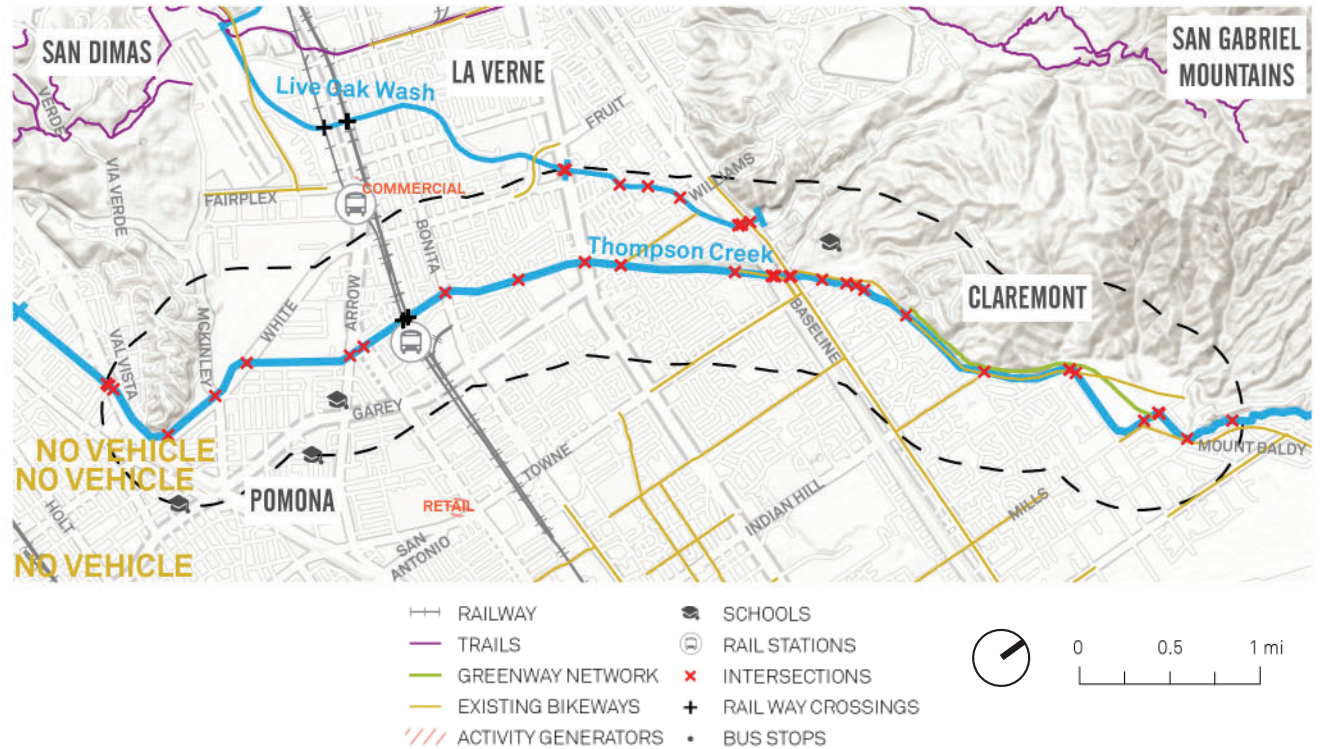 SAN DIMAS
LA VERNE
SAN GABRIEL
MOUNTAINS
Live Oak Wash
VERDE
FRUIT
VIA VERDE
WILLIAMS
COMMERCIAL
FAIRPLEX
BONITA
Thompson Creek
CLAREMONT
ARROW
MCKINLEY
WHITE
BASELINE
VAL VISTA
GAREY
NO VEHICLE
NO VEHICLE
MOUNT BALDY
TOWNE
POMONA
RETAIL
INDIAN HILL
MILLS
HOLT
SAN
ANTONIO
NO VEHICLE
RAILWAY
TRAILS
GREENWAY NETWORK
EXISTING BIKEWAYS
ACTIVITY GENERATORS
SCHOOLS
RAIL STATIONS
INTERSECTIONS
RAIL WAY CROSSINGS
BUS STOPS
0 0.5 1 mi